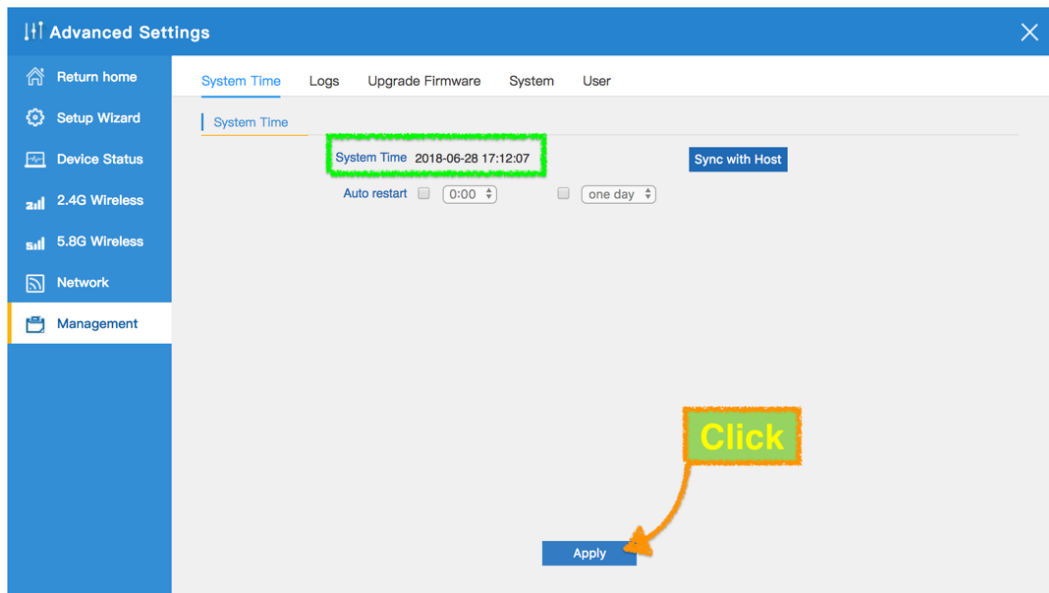 Advanced Settings
Return home
Setup Wizard
Device Status
2.4G Wireless
5.8G Wireless
Network
Management
System Time Logs Upgrade Firmware System User
System Time
System Time 2018-06-28 17:12:07 Sync with Host
Auto restart 0:00 one day
Click
Apply